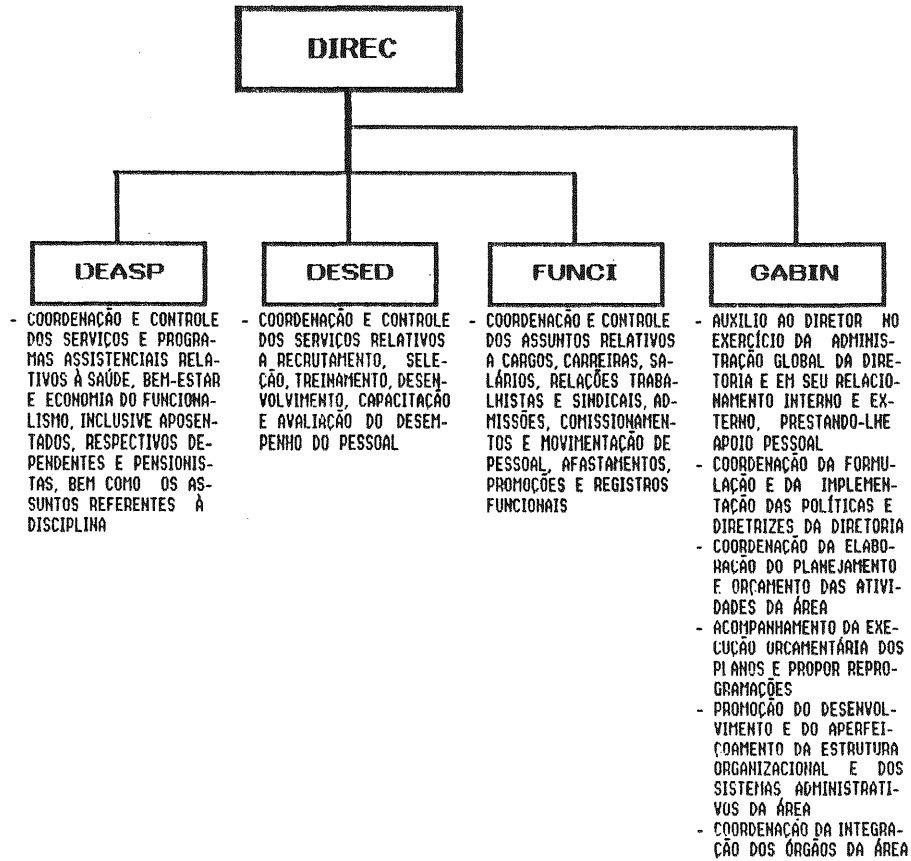 DIREC
DEASP
- COORDENAÇÃO E CONTROLE
DOS SERVIÇOS E PROGRA-
MAS ASSISTENCIAIS RELA-
TIVOS À SAÚDE, BEM-ESTAR
E ECONOMIA DO FUNCIONA-
LISMO, INCLUSIVE APOSEN-
TADOS, RESPECTIVOS DE-
PENDENTES E PENSIONIS-
TAS, BEM COMO OS AS-
SUNTOS REFERENTES À
DISCIPLINA
DESED
- COORDENAÇÃO E CONTROLE
DOS SERVIÇOS RELATIVOS
A RECRUTAMENTO, SELE-
ÇÃO, TREINAMENTO, DESEN-
VOLVIMENTO, CAPACITAÇÃO
E AVALIAÇÃO DO DESEM-
PENHO DO PESSOAL
FUNCI
- COORDENAÇÃO E CONTROLE
DOS ASSUNTOS RELATIVOS
A CARGOS, CARREIRAS, SA-
LÁRIOS, RELAÇÕES TRABA-
LHISTAS E SINDICAIS, AD-
MISSÕES, COMISSIONAMEN-
TOS E MOVIMENTAÇÃO DE
PESSOAL, AFASTAMENTOS,
PROMOÇÕES E REGISTROS
FUNCIONAIS
GABIN
- AUXILIO AO DIRETOR NO
EXERCÍCIO DA ADMINIS-
TRAÇÃO GLOBAL DA DIRE-
TORIA E EM SEU RELACIO-
NAMENTO INTERNO E EX-
TERNO, PRESTANDO-LHE
APOIO PESSOAL
- COORDENAÇÃO DA FORMU-
LAÇÃO E DA IMPLEMEN-
TAÇÃO DAS POLÍTICAS E
DIRETRIZES DA DIRETORIA
- COORDENAÇÃO DA ELABO-
RAÇÃO DO PLANEJAMENTO
E ORÇAMENTO DAS ATIVI-
DADES DA ÁREA
- ACOMPANHAMENTO DA EXE-
CUÇÃO ORCAMENTÁRIA DOS
PLANOS E PROPOR REPRO-
GRAMAÇÕES
- PROMOÇÃO DO DESENVOL-
VIMENTO E DO APERFEI-
ÇOAMENTO DA ESTRUTURA
ORGANIZACIONAL E DOS
SISTEMAS ADMINISTRATI-
VOS DA ÁREA
- COORDENAÇÃO DA INTEGRA-
ÇÃO DOS ÓRGÃOS DA ÁREA